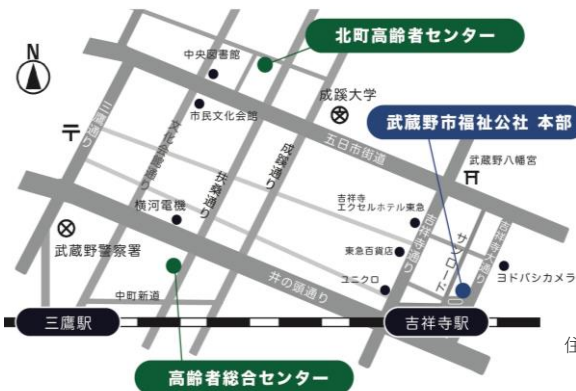 北町高齢者センター
N
中央図書館
成蹊大学
市民文化会館
武蔵野市福祉公社 本部
三鷹通り
五日市街道
武蔵野八幡宮
文化会館通り
扶桑通り
成蹊通り
吉祥寺
エクセルホテル東急
横河電機
吉祥寺通り
サンロード
吉祥寺大通り
武蔵野警察署
東急百貨店
ヨドバシカメラ
井の頭通り
ユニクロ
中町新道
三鷹駅
吉祥寺駅
住
高齢者総合センター